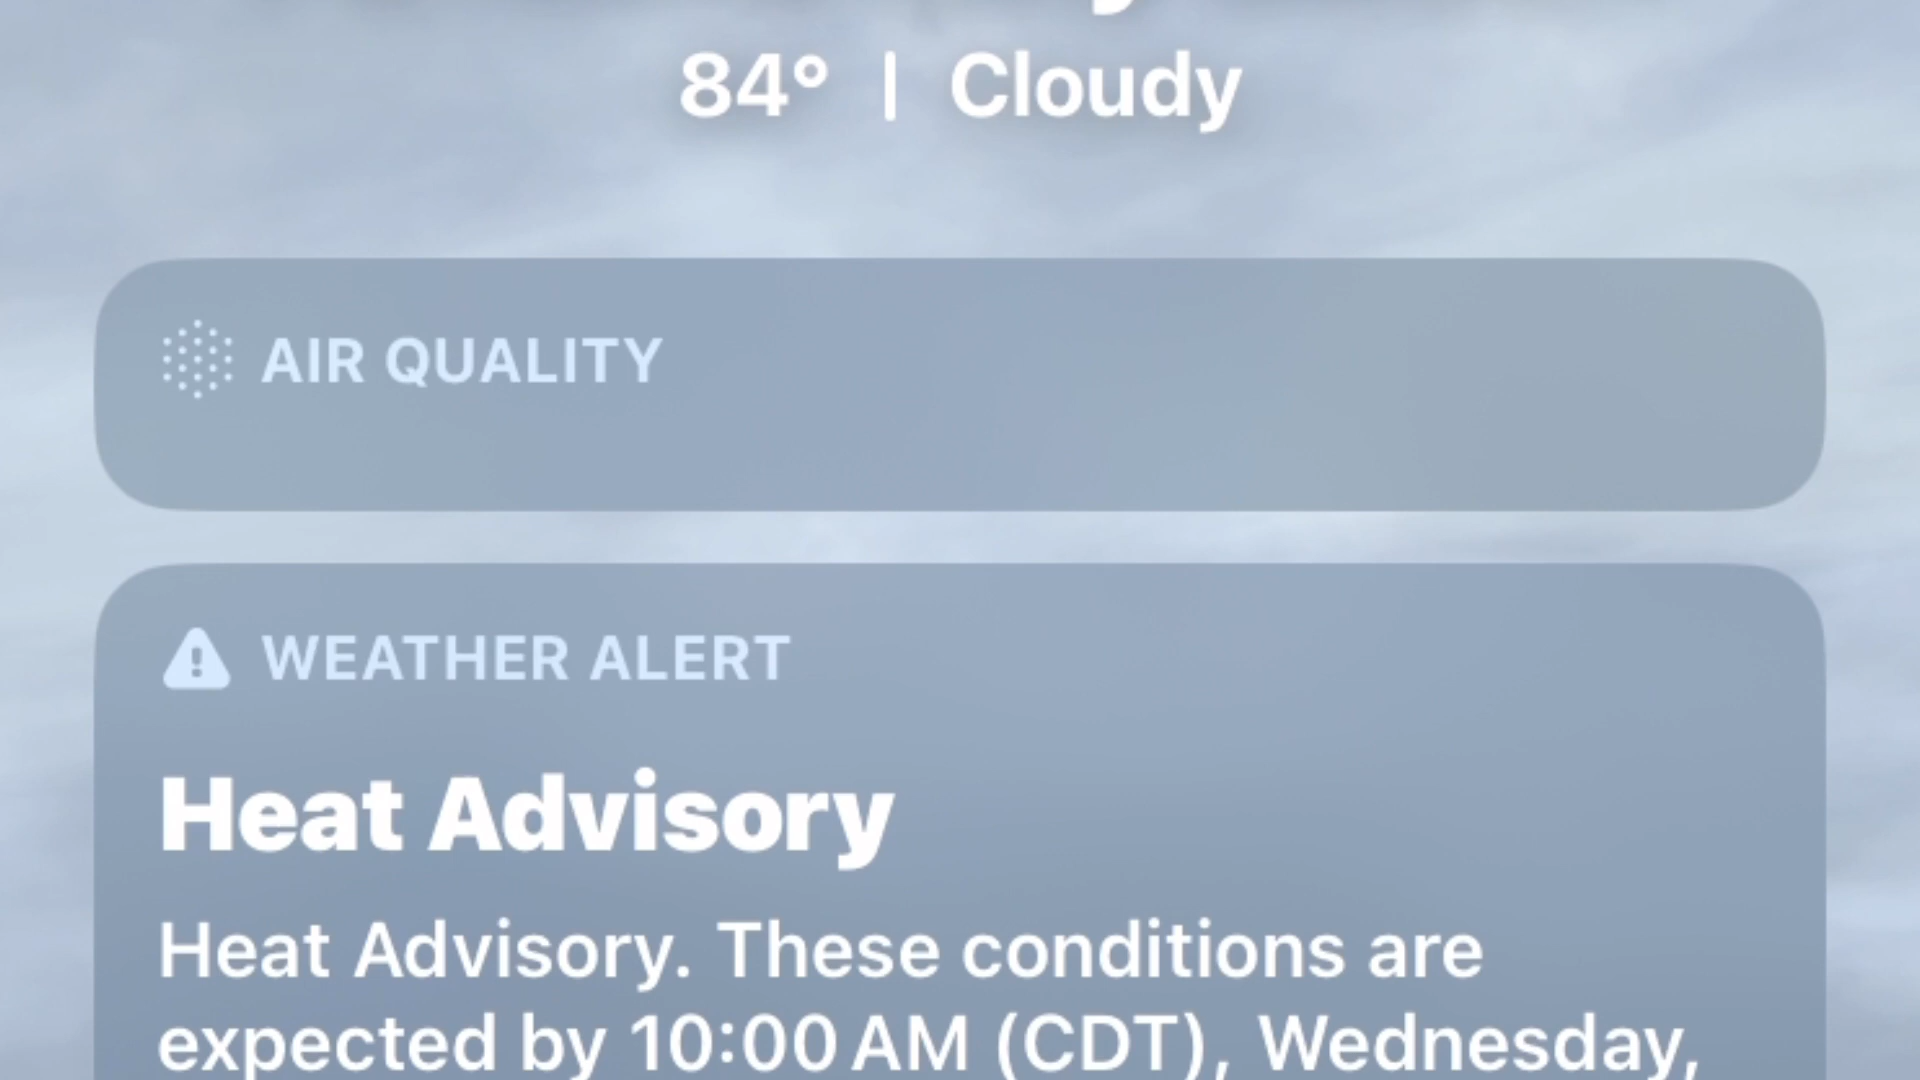 84° | Cloudy
AIR QUALITY
WEATHER ALERT
Heat Advisory
Heat Advisory. These conditions are
expected by 10:00 AM (CDT), Wednesday,